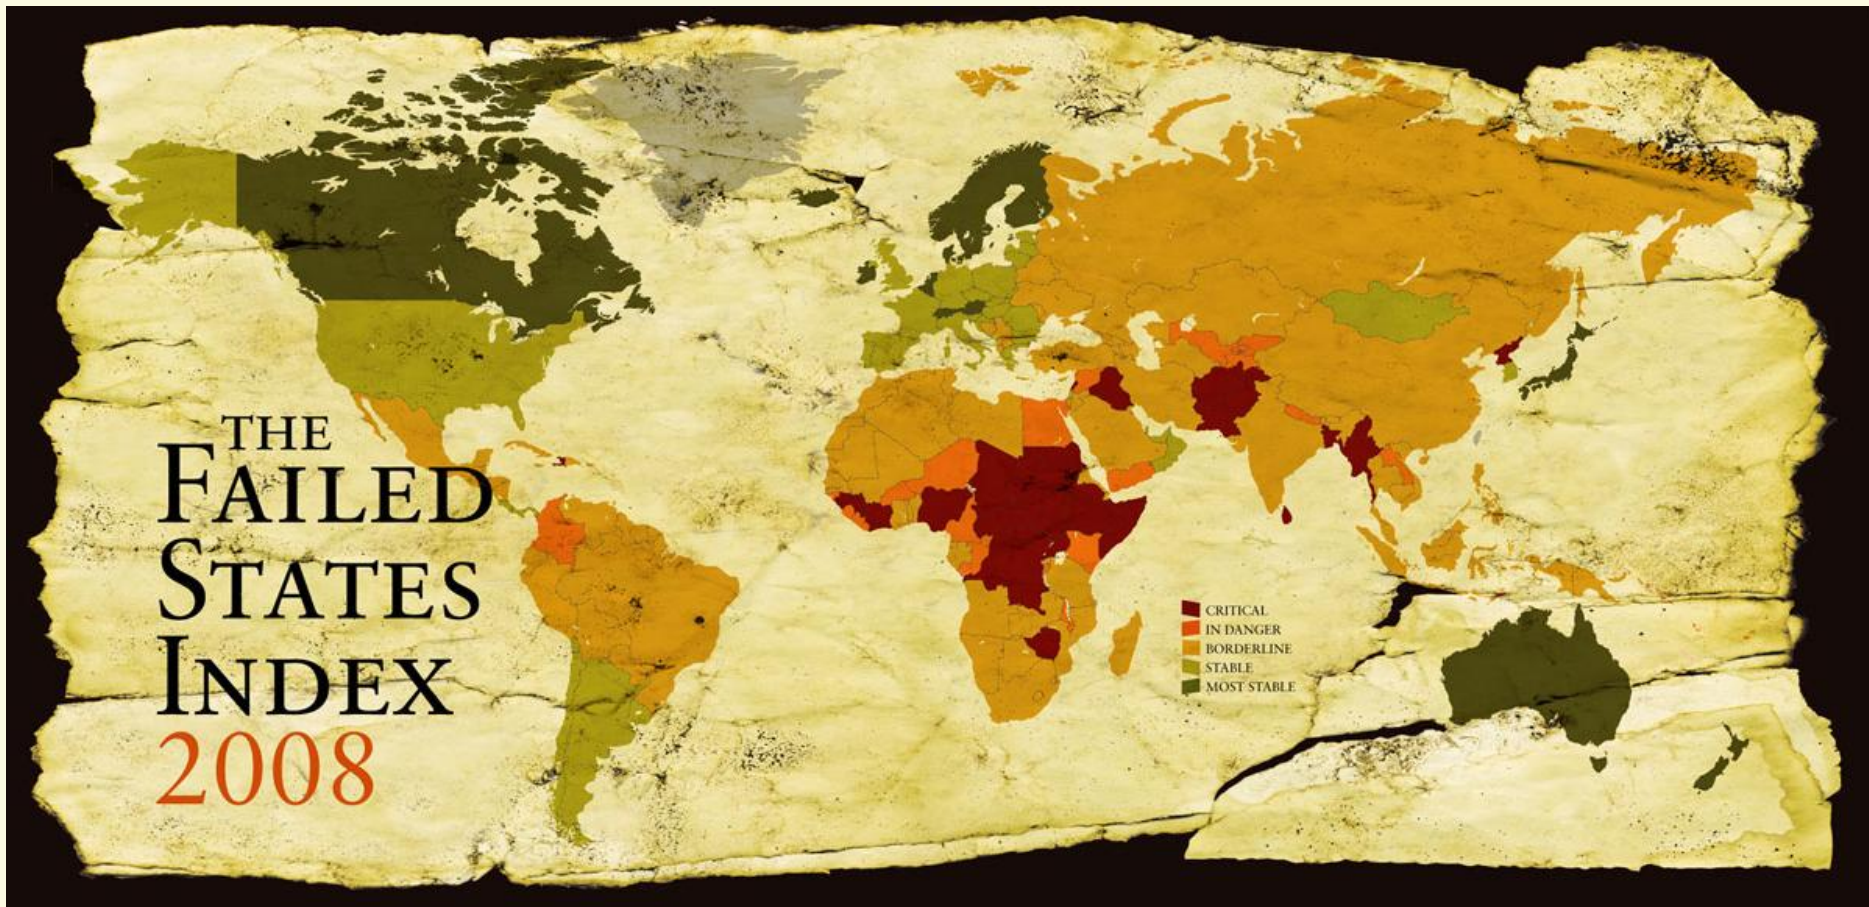 THE
FAILED
STATES
INDEX
2008
CRITICAL
IN DANGER
BORDERLINE
STABLE
MOST STABLE